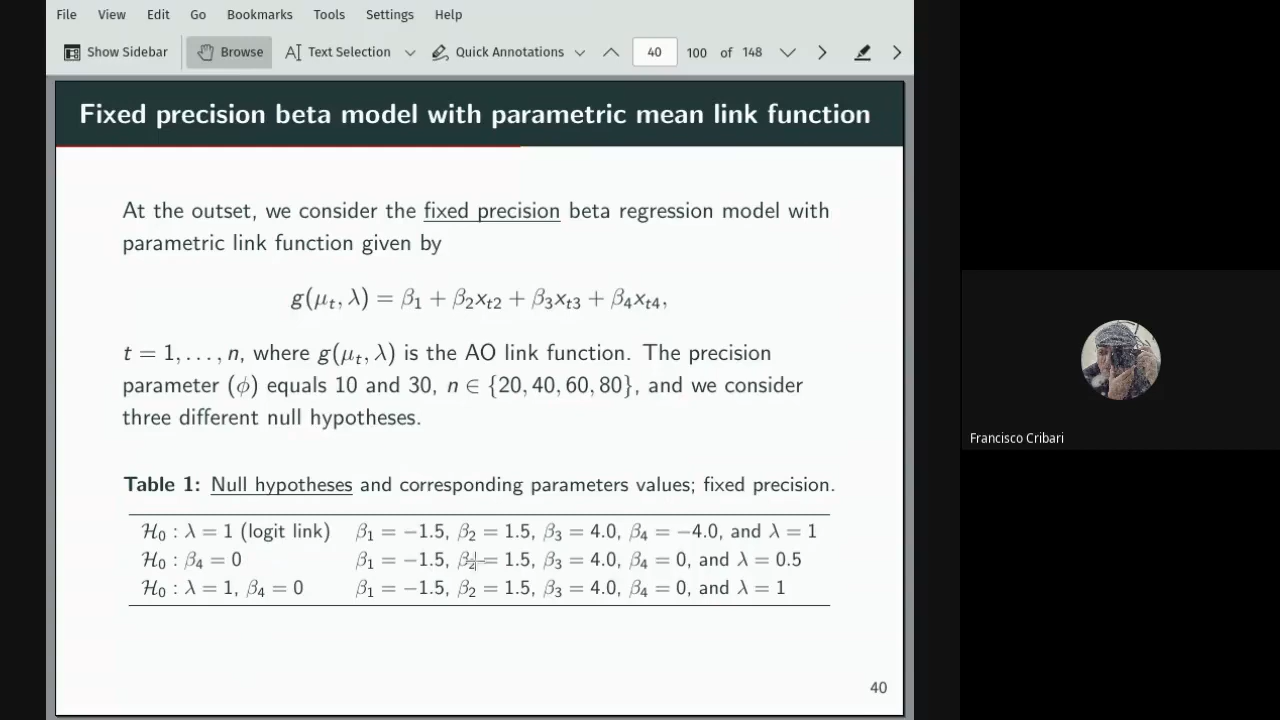 File View Edit Go Bookmarks Tools Settings Help
Show Sidebar Browse Text Selection Quick Annotations 40 100 of 148
Fixed precision beta model with parametric mean link function
At the outset, we consider the fixed precision beta regression model with
parametric link function given by
g(μₜ, λ) = β₁ + β₂xₜ₂ + β₃xₜ₃ + β₄xₜ₄,
t = 1, . . . , n, where g(μₜ, λ) is the AO link function. The precision
parameter (ϕ) equals 10 and 30, n ∈ {20, 40, 60, 80}, and we consider
three different null hypotheses.
Table 1: Null hypotheses and corresponding parameters values; fixed precision.
ℋ₀ : λ = 1 (logit link) β₁ = −1.5, β₂ = 1.5, β₃ = 4.0, β₄ = −4.0, and λ = 1
ℋ₀ : β₄ = 0 β₁ = −1.5, β₂ = 1.5, β₃ = 4.0, β₄ = 0, and λ = 0.5
ℋ₀ : λ = 1, β₄ = 0 β₁ = −1.5, β₂ = 1.5, β₃ = 4.0, β₄ = 0, and λ = 1
40
Francisco Cribari